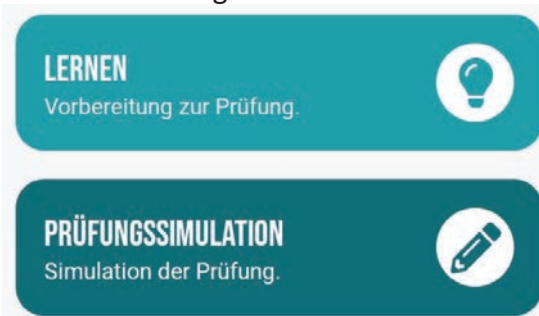 LERNEN
Vorbereitung zur Prüfung.
PRÜFUNGSSIMULATION
Simulation der Prüfung.